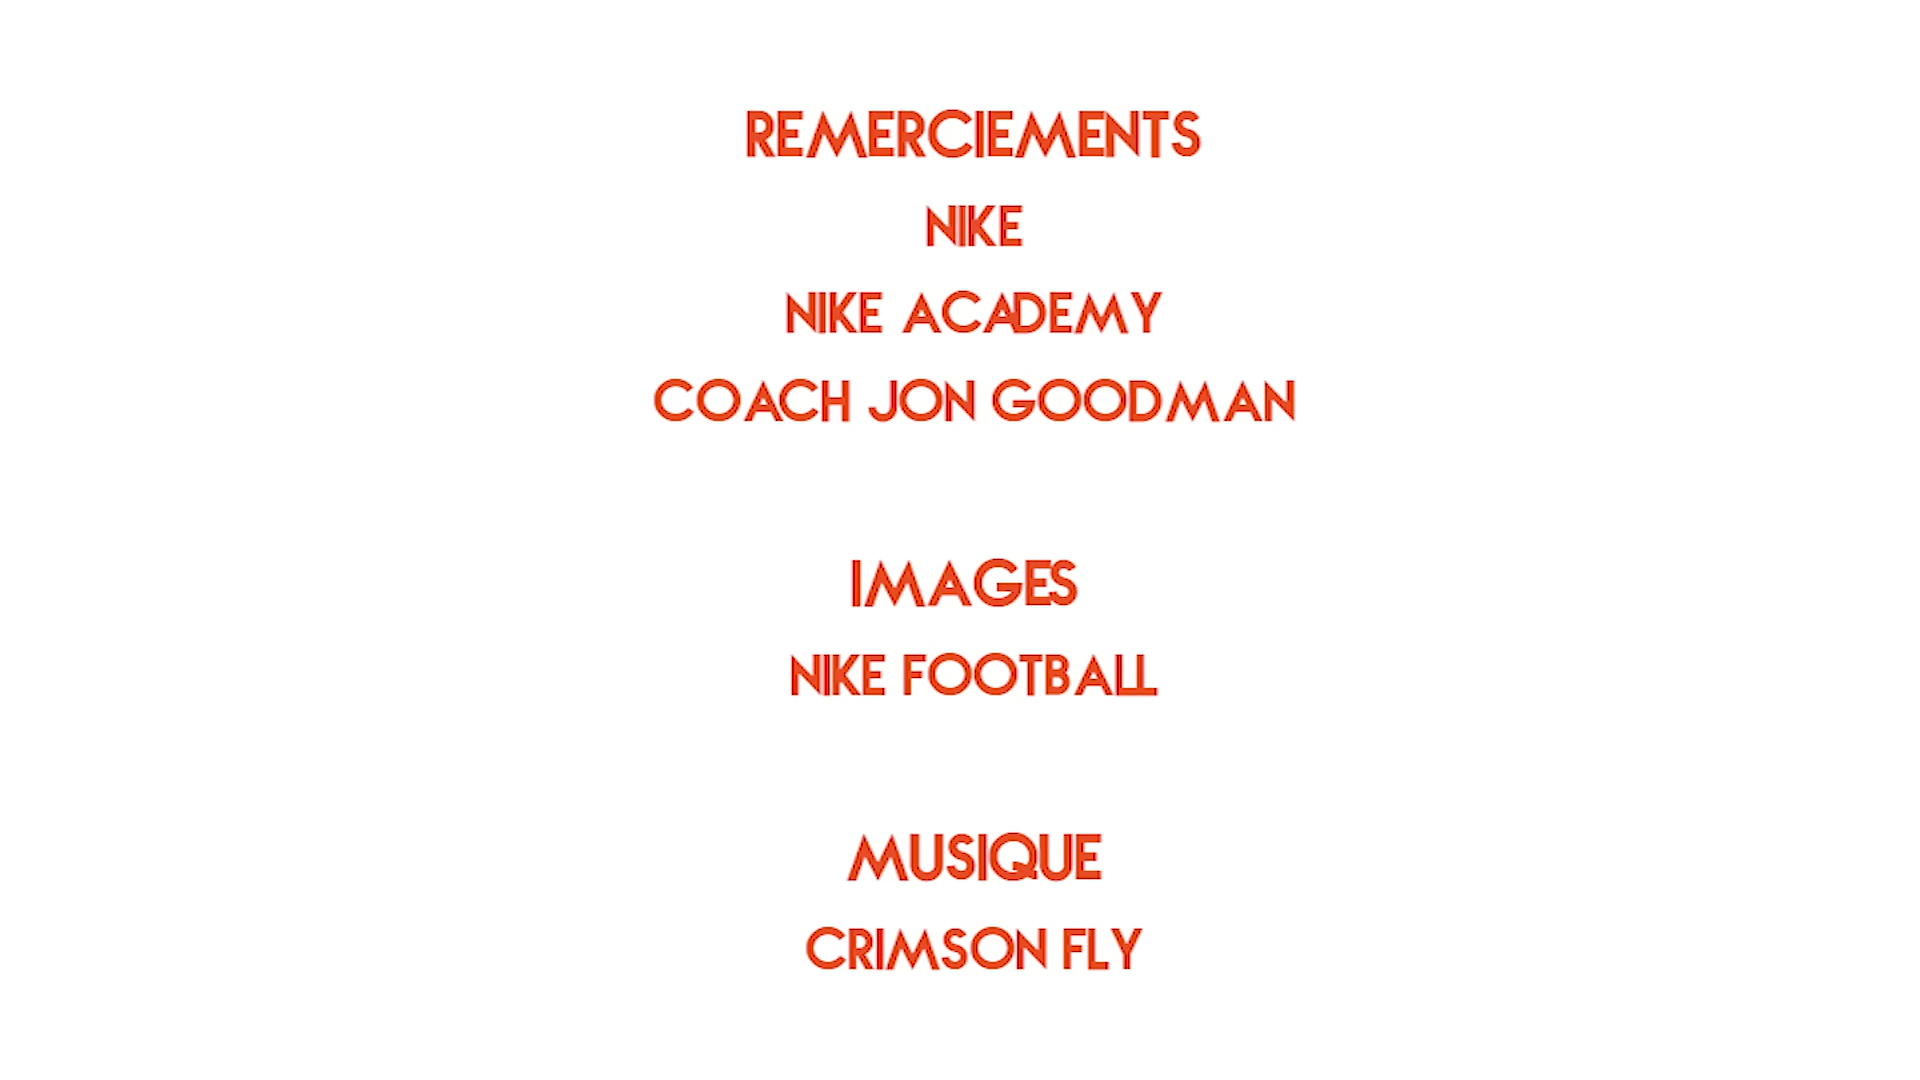 REMERCIEMENTS
NIKE
NIKE ACADEMY
COACH JON GOODMAN
IMAGES
NIKE FOOTBALL
MUSIQUE
CRIMSON FLY